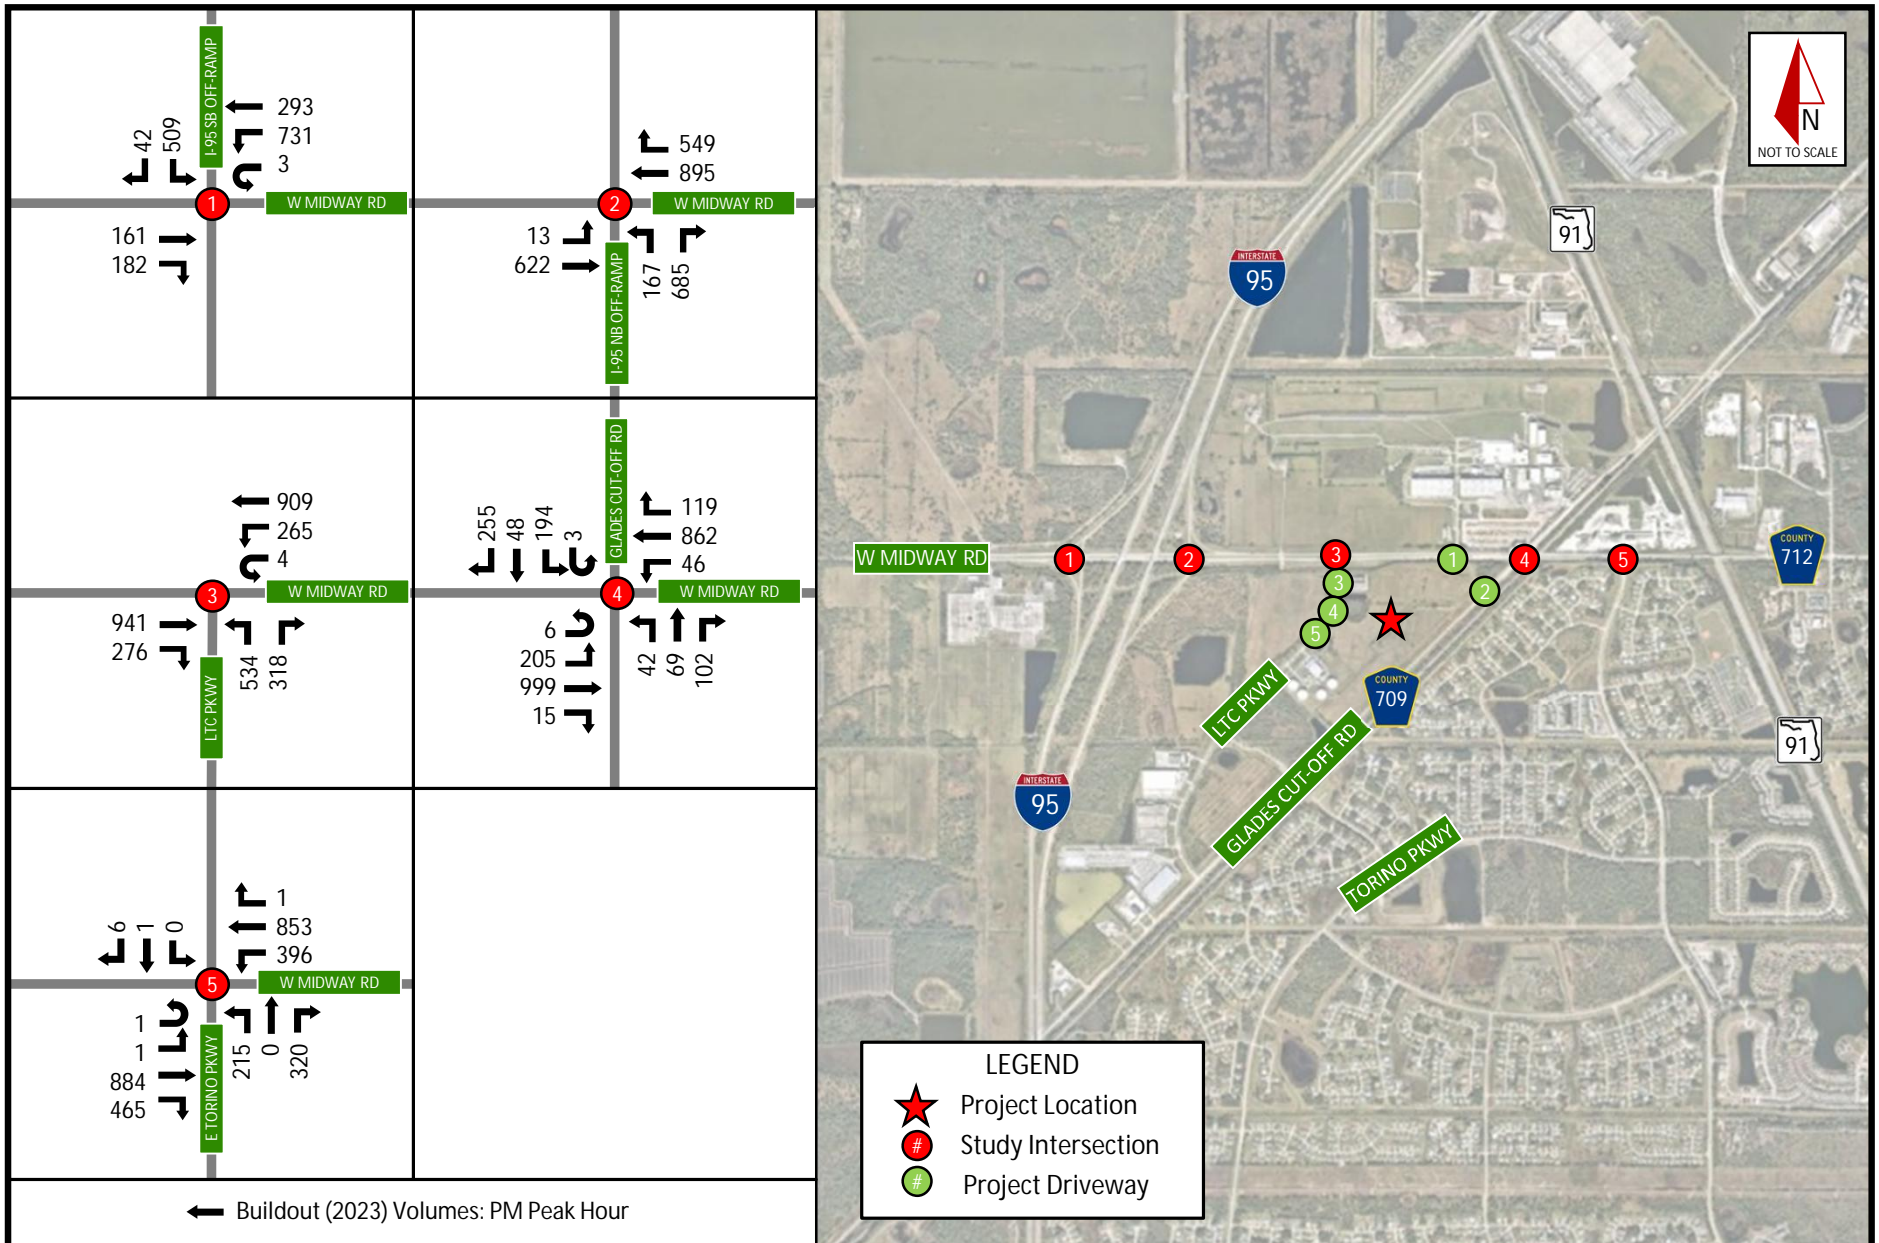 I-95 SB OFF-RAMP
42
509
293
731
3
1
W MIDWAY RD
161
182
549
895
2
W MIDWAY RD
13
622
167
685
I-95 NB OFF-RAMP
909
265
4
3
W MIDWAY RD
941
276
534
318
LTC PKWY
GLADES CUT-OFF RD
255
48
194
3
119
862
46
4
W MIDWAY RD
6
205
999
15
42
69
102
6
1
0
1
853
396
5
W MIDWAY RD
1
1
884
465
215
0
320
E TORINO PKWY
Buildout (2023) Volumes: PM Peak Hour
N
NOT TO SCALE
91
INTERSTATE
95
W MIDWAY RD
1
2
3
1
4
5
COUNTY
712
3
2
4
5
LTC PKWY
COUNTY
709
91
GLADES CUT-OFF RD
INTERSTATE
95
TORINO PKWY
LEGEND
Project Location
# Study Intersection
# Project Driveway